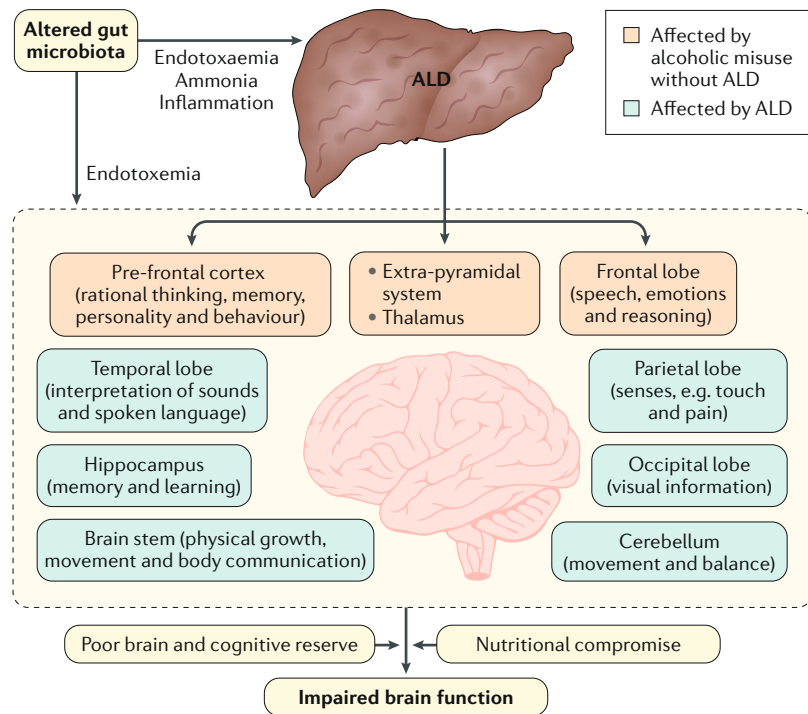 Altered gut
microbiota
Endotoxaemia
Ammonia
Inflammation
ALD
Affected by
alcoholic misuse
without ALD
Affected by ALD
Endotoxemia
Pre-frontal cortex
(rational thinking, memory,
personality and behaviour)
• Extra-pyramidal
system
• Thalamus
Frontal lobe
(speech, emotions
and reasoning)
Temporal lobe
(interpretation of sounds
and spoken language)
Parietal lobe
(senses, e.g. touch
and pain)
Hippocampus
(memory and learning)
Occipital lobe
(visual information)
Brain stem (physical growth,
movement and body communication)
Cerebellum
(movement and balance)
Poor brain and cognitive reserve
Nutritional compromise
Impaired brain function